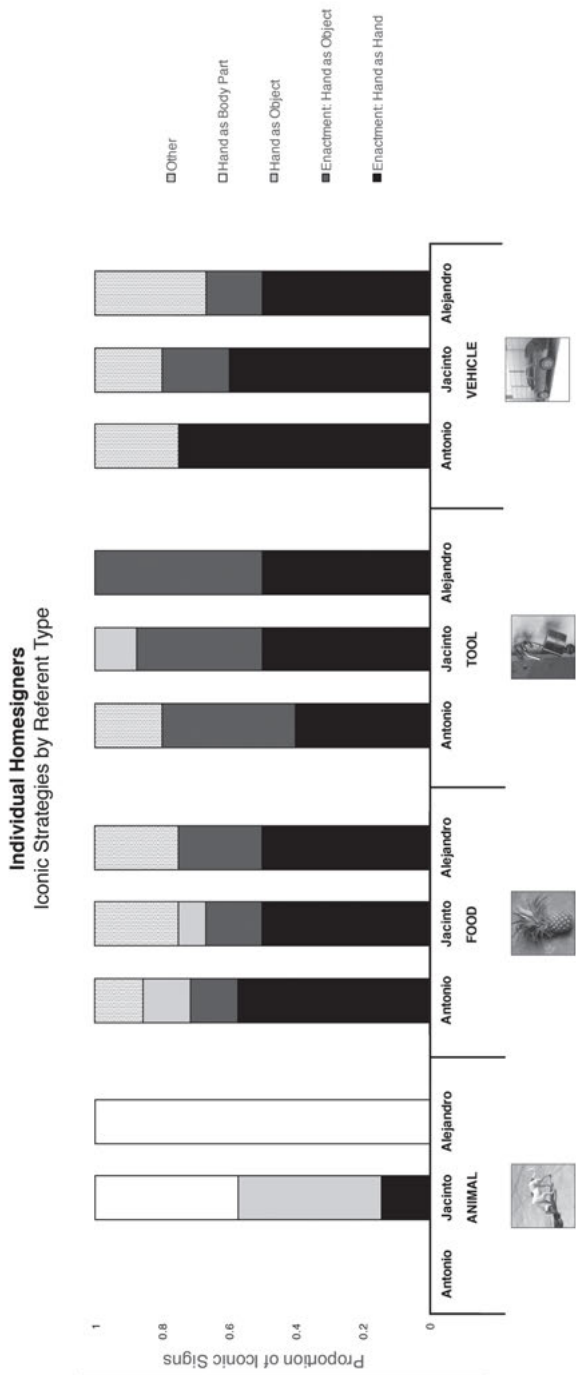 Individual Homesigners
Iconic Strategies by Referent Type
Proportion of Iconic Signs
1
0.8
0.6
0.4
0.2
0
Antonio
Jacinto
Alejandro
ANIMAL
Antonio
Jacinto
Alejandro
FOOD
Antonio
Jacinto
Alejandro
TOOL
Antonio
Jacinto
Alejandro
VEHICLE
Other
Hand as Body Part
Hand as Object
Enactment: Hand as Object
Enactment: Hand as Hand